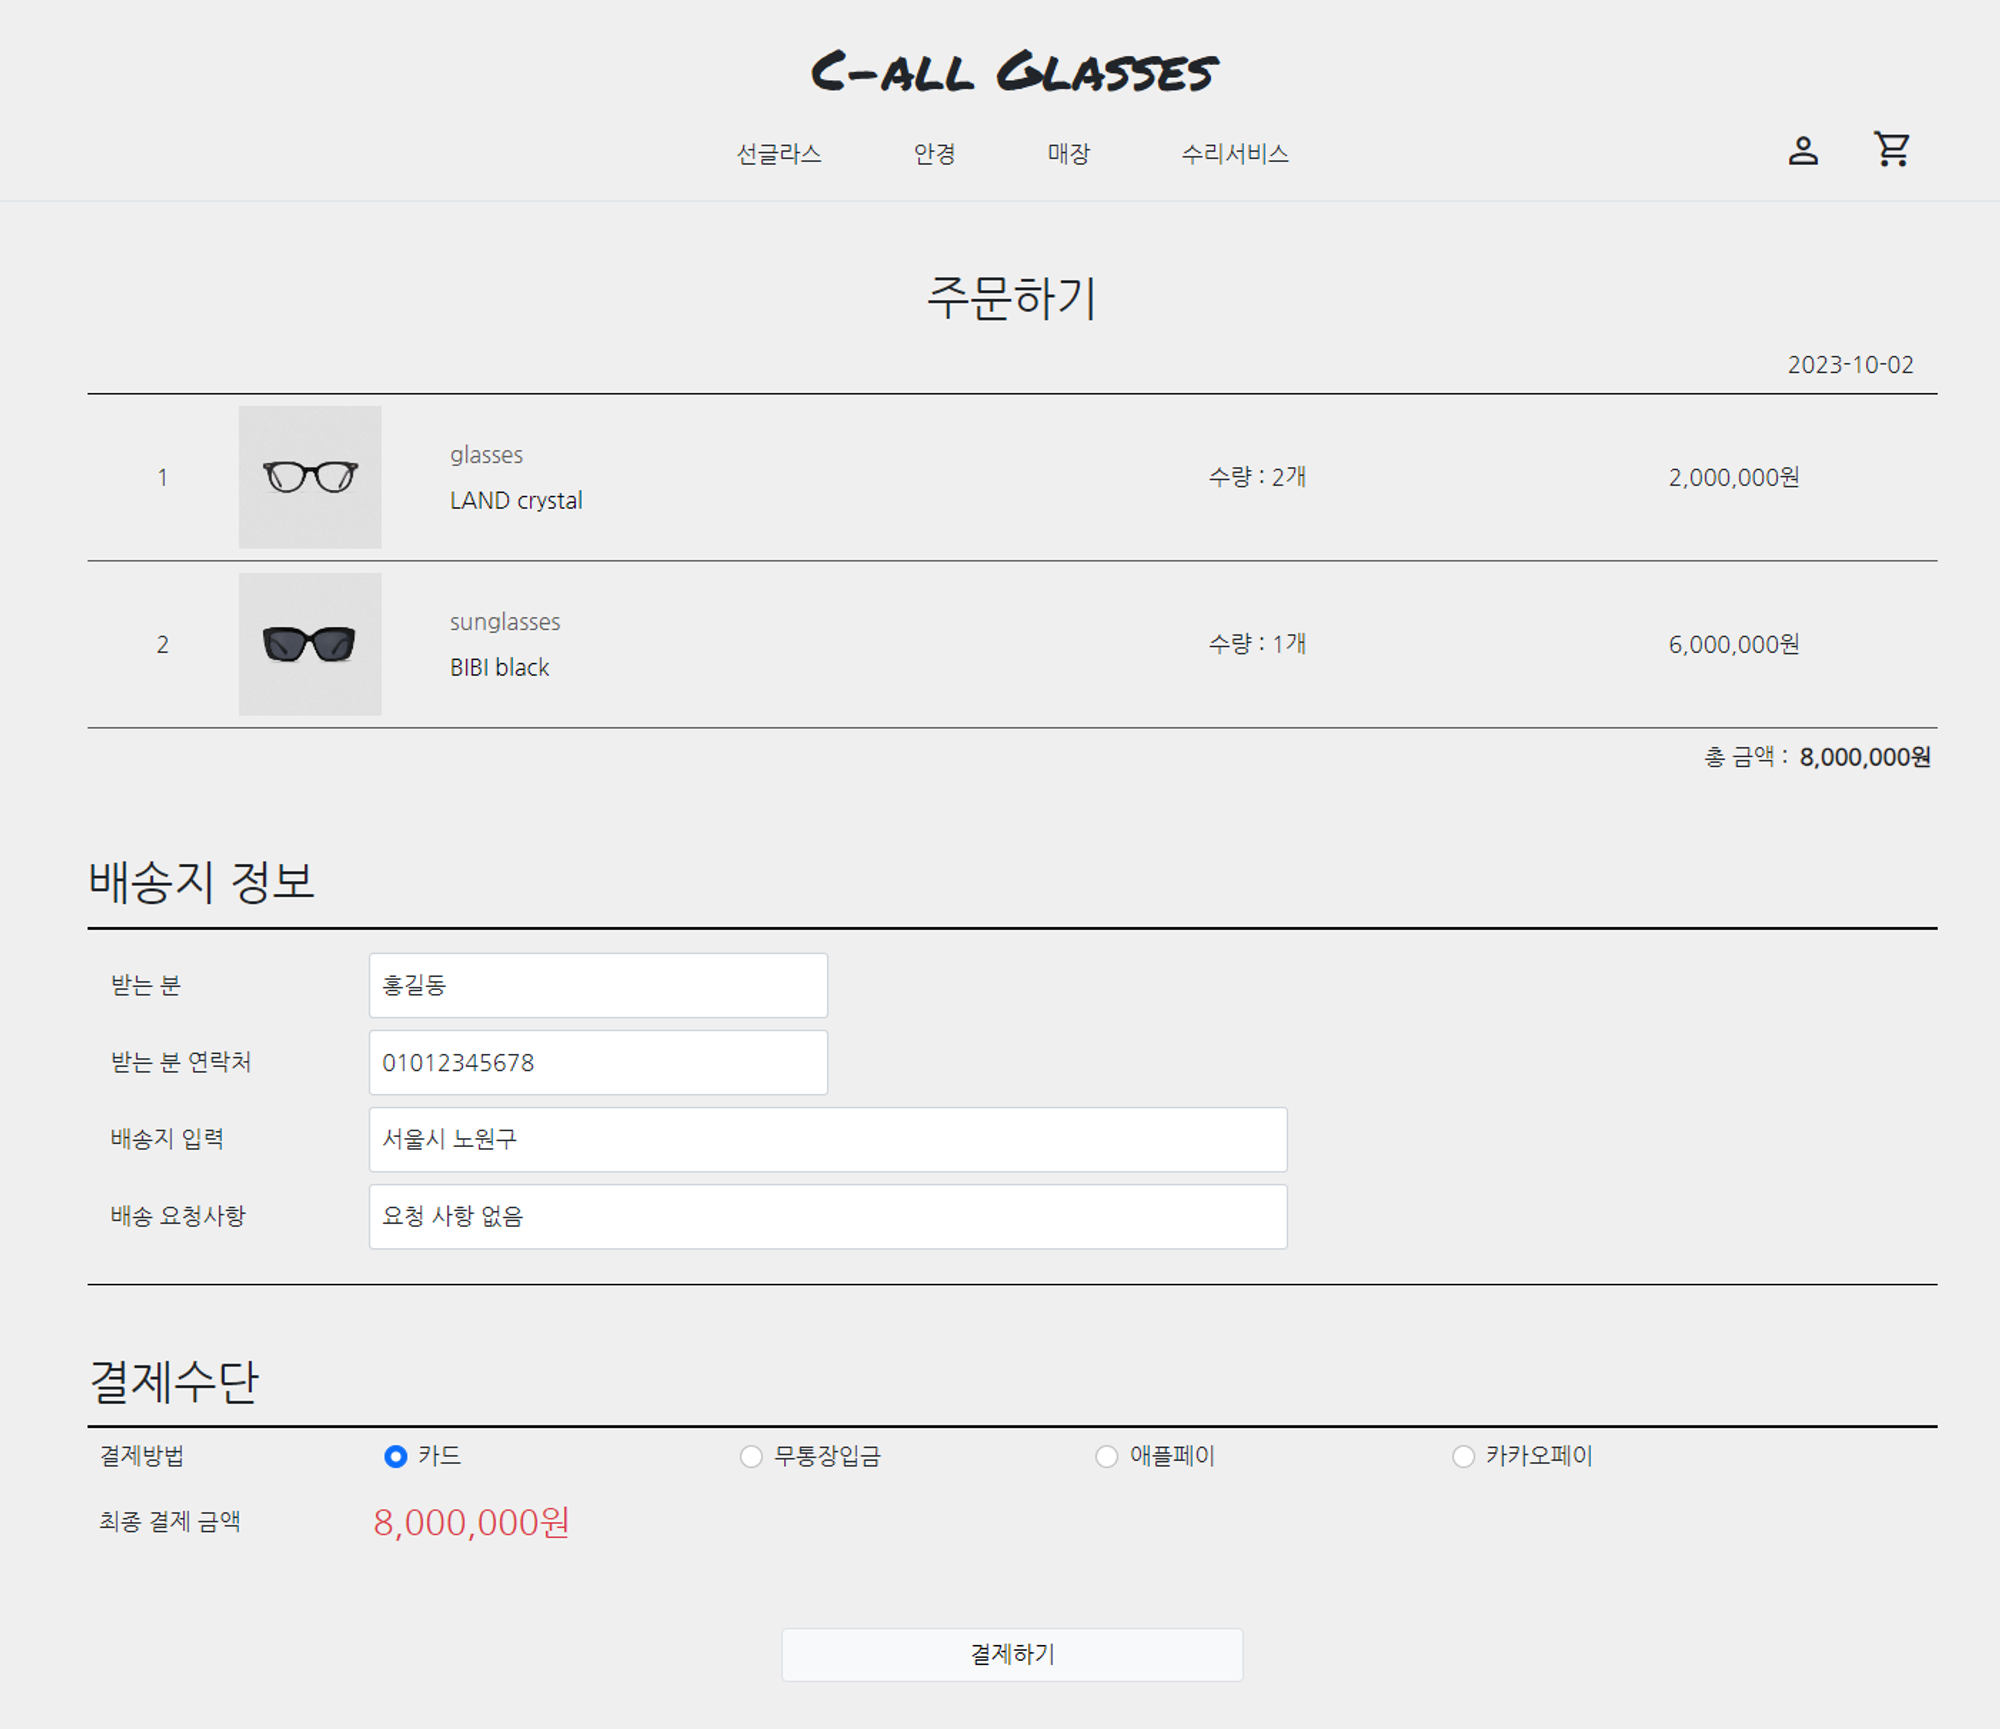 C-ALL GLASSES
선글라스 안경 매장 수리서비스
주문하기
2023-10-02
glasses
1 수량 : 2개 2,000,000원
LAND crystal
sunglasses
2 수량 : 1개 6,000,000원
BIBI black
총 금액 : 8,000,000원
배송지 정보
받는 분 홍길동
받는 분 연락처 01012345678
배송지 입력 서울시 노원구
배송 요청사항 요청 사항 없음
결제수단
결제방법 카드 무통장입금 애플페이 카카오페이
최종 결제 금액 8,000,000원
결제하기